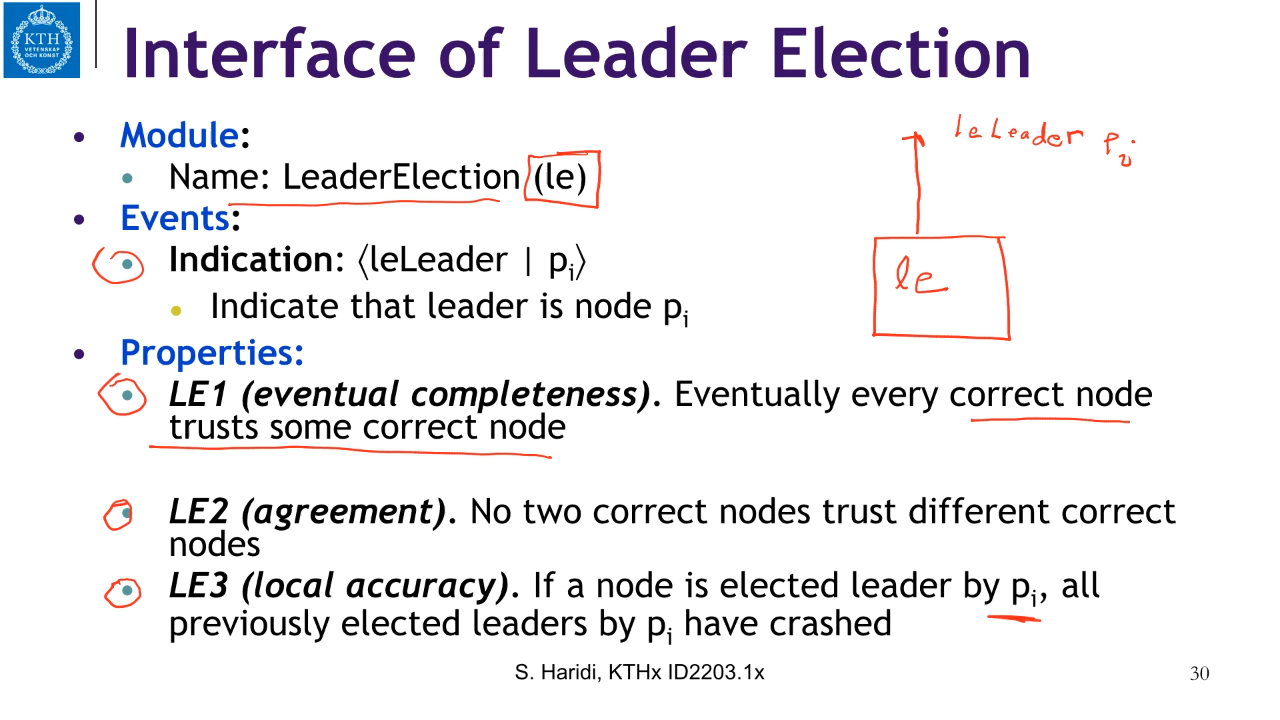 KTH
VETENSKAP
OCH KONST
Interface of Leader Election
• Module:
• Name: LeaderElection (le)
• Events:
• Indication: ⟨leLeader | pᵢ⟩
• Indicate that leader is node pᵢ
• Properties:
• LE1 (eventual completeness). Eventually every correct node
trusts some correct node
• LE2 (agreement). No two correct nodes trust different correct
nodes
• LE3 (local accuracy). If a node is elected leader by pᵢ, all
previously elected leaders by pᵢ have crashed
leLeader pᵢ
le
S. Haridi, KTHx ID2203.1x
30